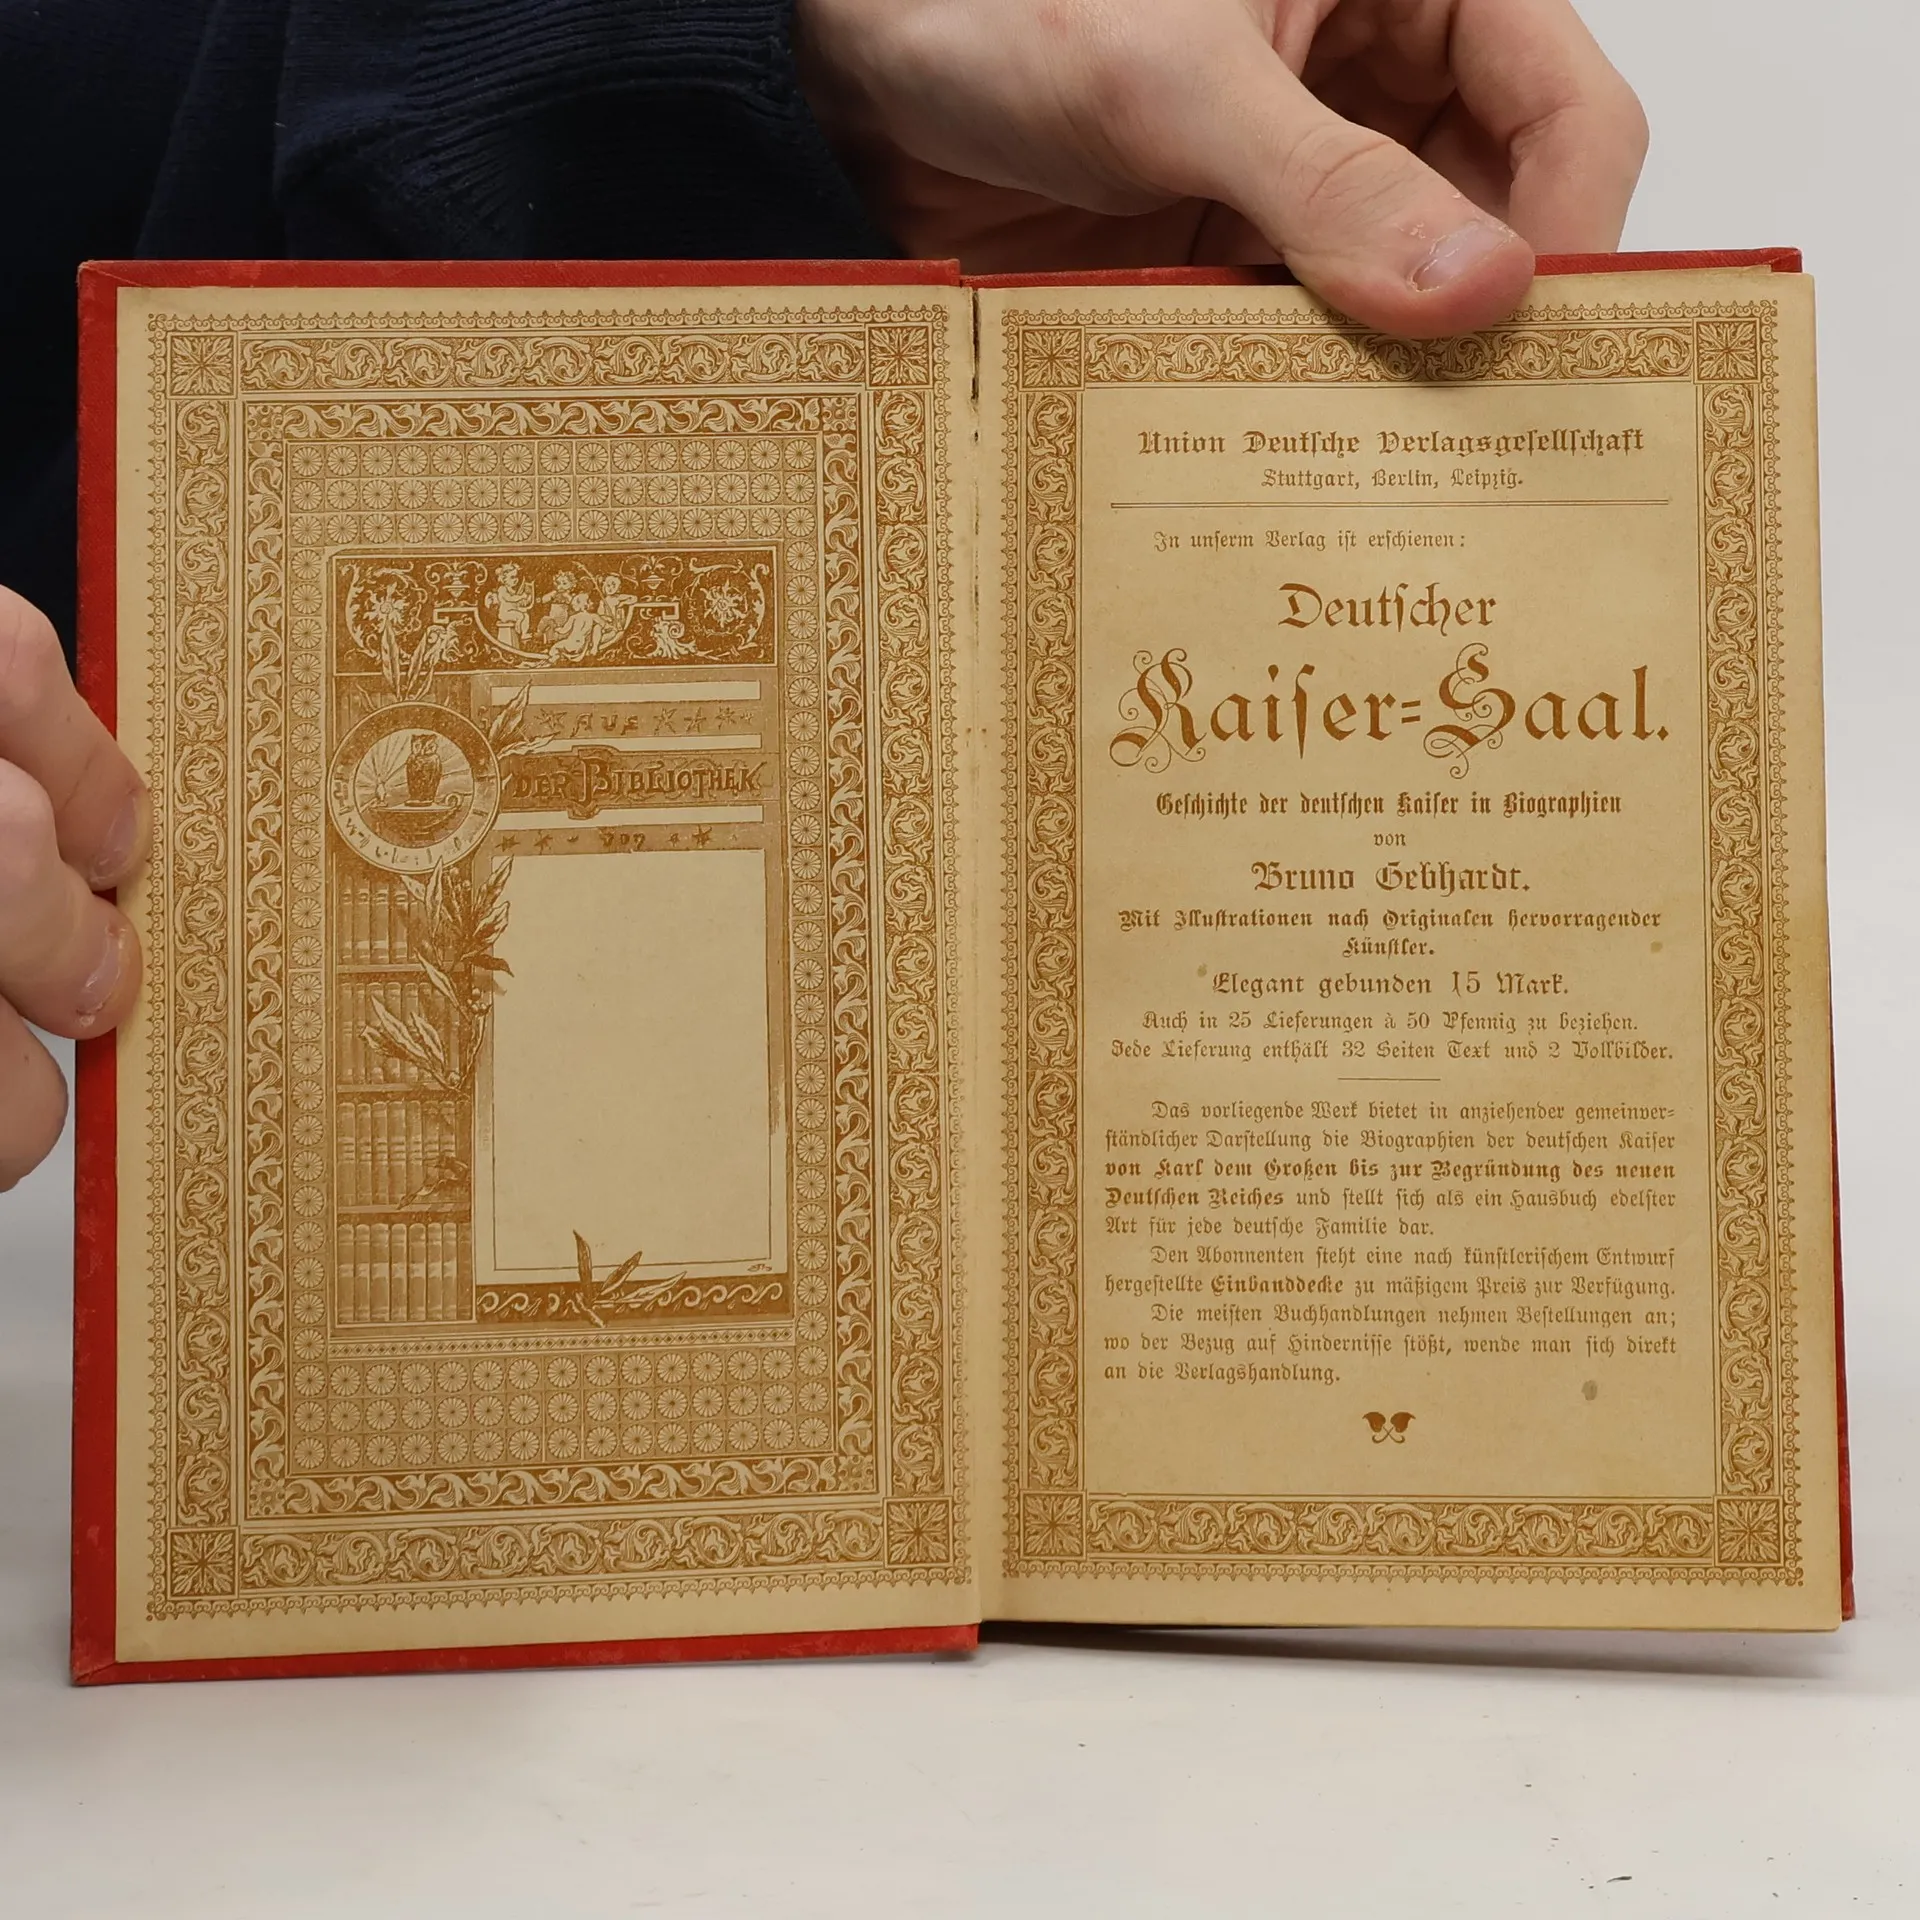 AUS
DER BIBLIOTHEK
von
Union Deutsche Verlagsgesellschaft
Stuttgart, Berlin, Leipzig.
In unserm Verlag ist erschienen:
Deutscher
Kaiser=Saal.
Geschichte der deutschen Kaiser in Biographien
von
Bruno Gebhardt.
Mit Illustrationen nach Originalen hervorragender
Künstler.
Elegant gebunden 15 Mark.
Auch in 25 Lieferungen à 50 Pfennig zu beziehen.
Jede Lieferung enthält 32 Seiten Text und 2 Vollbilder.
Das vorliegende Werk bietet in anziehender gemeinver=
ständlicher Darstellung die Biographien der deutschen Kaiser
von Karl dem Großen bis zur Begründung des neuen
Deutschen Reiches und stellt sich als ein Hausbuch edelster
Art für jede deutsche Familie dar.
Den Abonnenten steht eine nach künstlerischem Entwurf
hergestellte Einbanddecke zu mäßigem Preis zur Verfügung.
Die meisten Buchhandlungen nehmen Bestellungen an;
wo der Bezug auf Hindernisse stößt, wende man sich direkt
an die Verlagshandlung.